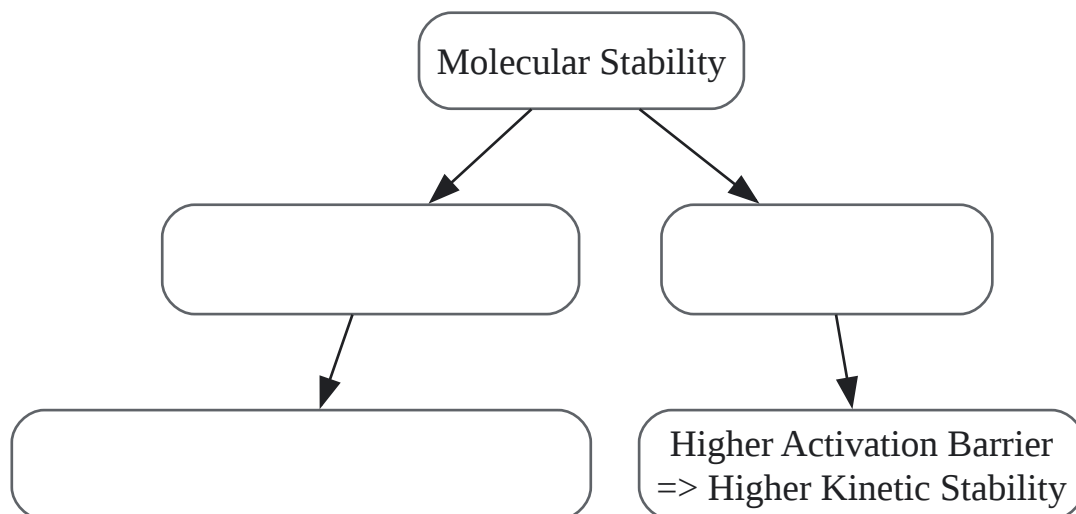 Molecular Stability
Higher Activation Barrier
=> Higher Kinetic Stability